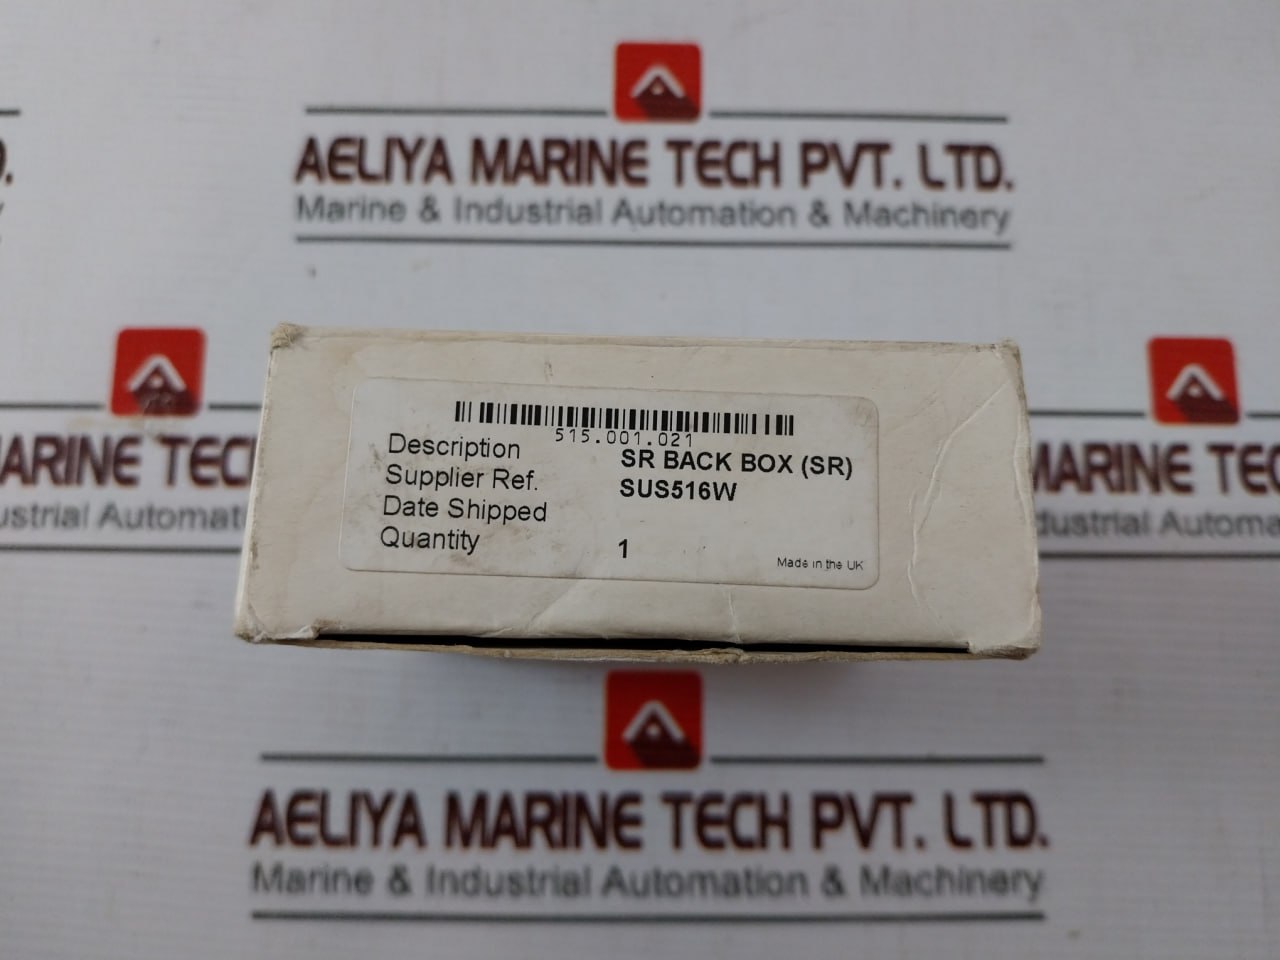 AELIYA MARINE TECH PVT. LTD.
Marine & Industrial Automation & Machinery
515.001.021
Description SR BACK BOX (SR)
Supplier Ref. SUS516W
Date Shipped
Quantity 1
Made in the UK
ARINE TEC
ustrial Automat
MARINE TEC
dustrial Automa
AELIYA MARINE TECH PVT. LTD.
Marine & Industrial Automation & Machinery